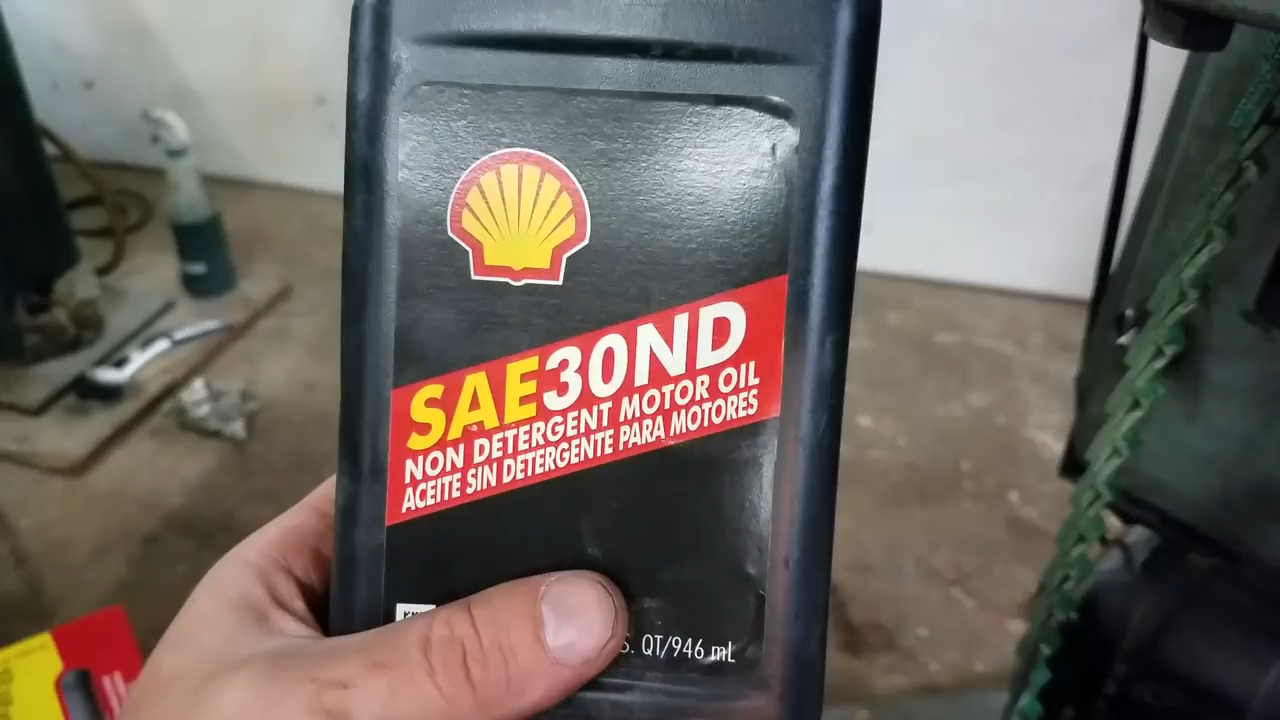 SAE30ND
NON DETERGENT MOTOR OIL
ACEITE SIN DETERGENTE PARA MOTORES
S. QT/946 mL